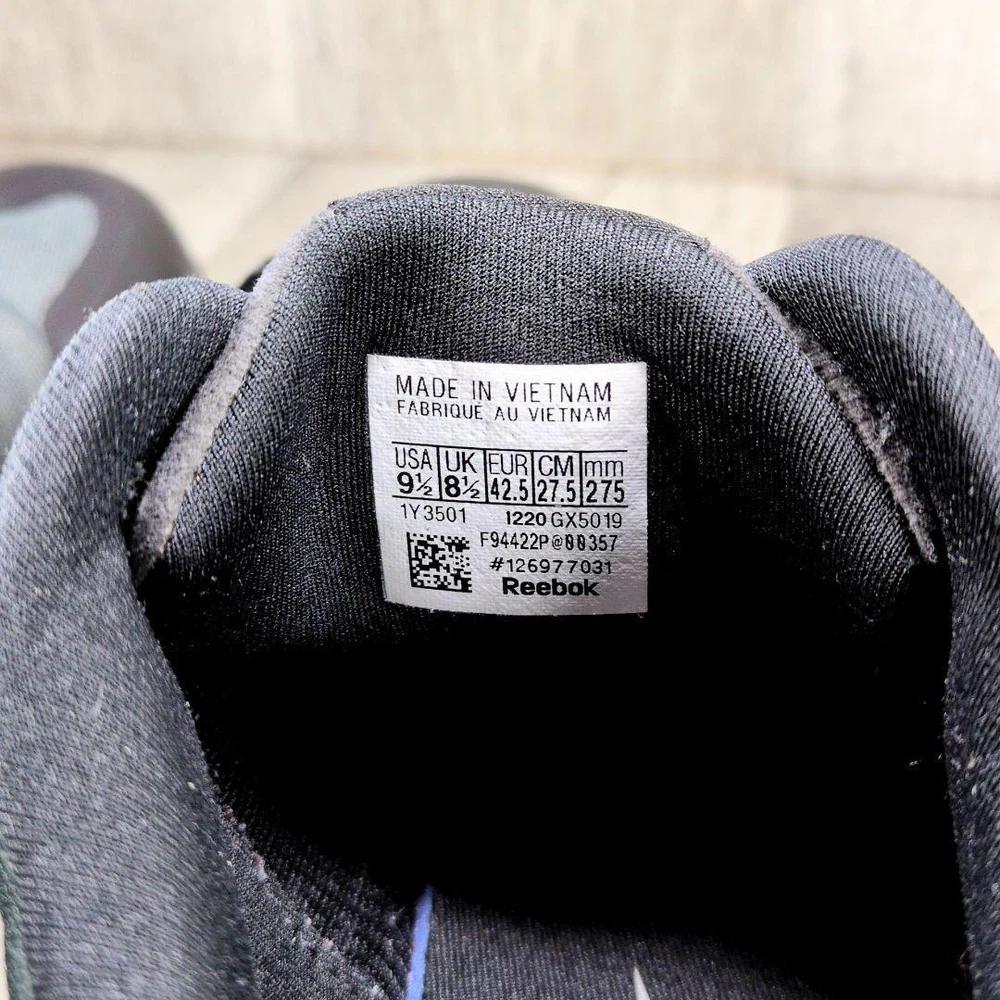 MADE IN VIETNAM
FABRIQUE AU VIETNAM
USA UK EUR CM mm
9½ 8½ 42.5 27.5 275
1Y3501 I220 GX5019
F94422P@00357
#126977031
Reebok